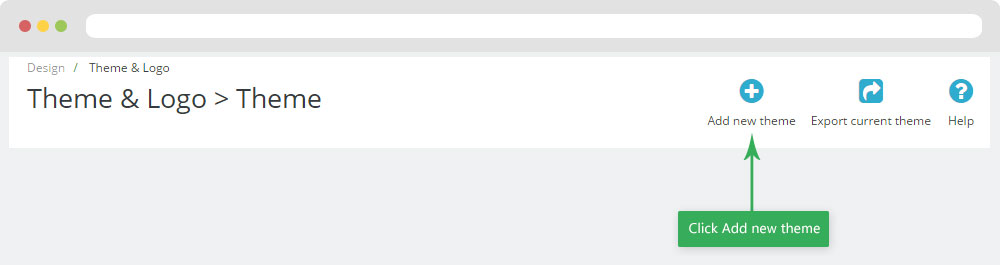 Design / Theme & Logo
Theme & Logo > Theme
Add new theme
Export current theme
Help
Click Add new theme